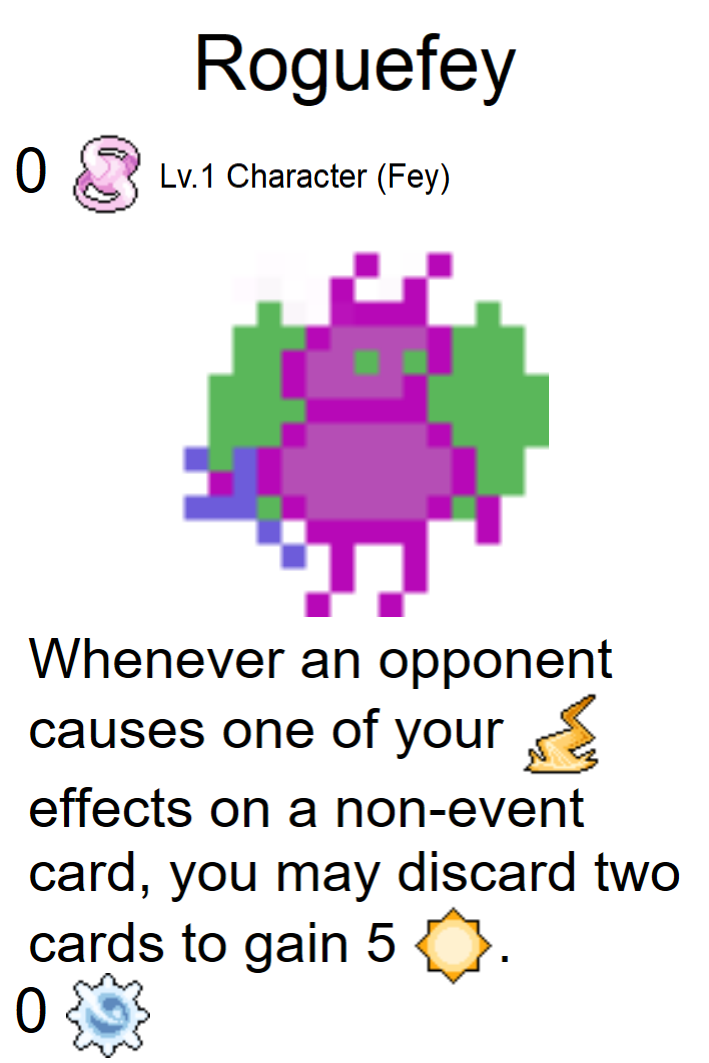 Roguefey
0 Lv.1 Character (Fey)
Whenever an opponent
causes one of your
effects on a non-event
card, you may discard two
cards to gain 5 .
0